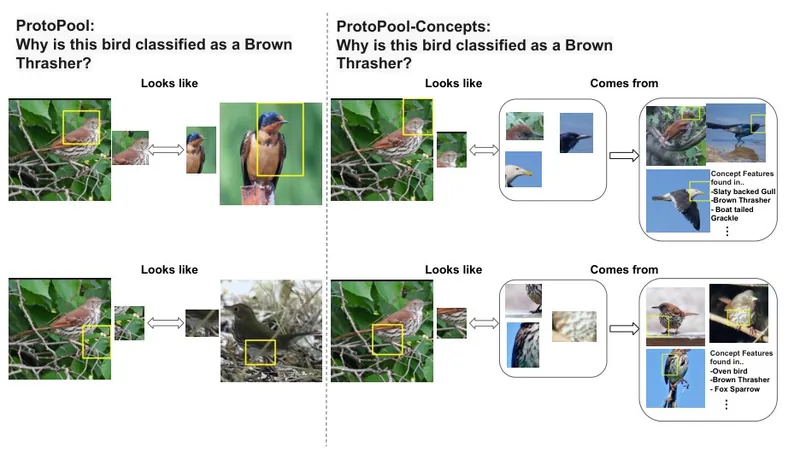 ProtoPool:
Why is this bird classified as a Brown
Thrasher?
Looks like
Looks like
ProtoPool-Concepts:
Why is this bird classified as a Brown
Thrasher?
Looks like
Comes from
Concept Features
found in..
-Slaty backed Gull
-Brown Thrasher
- Boat tailed
Grackle
Looks like
Comes from
Concept Features
found in..
-Oven bird
-Brown Thrasher
- Fox Sparrow